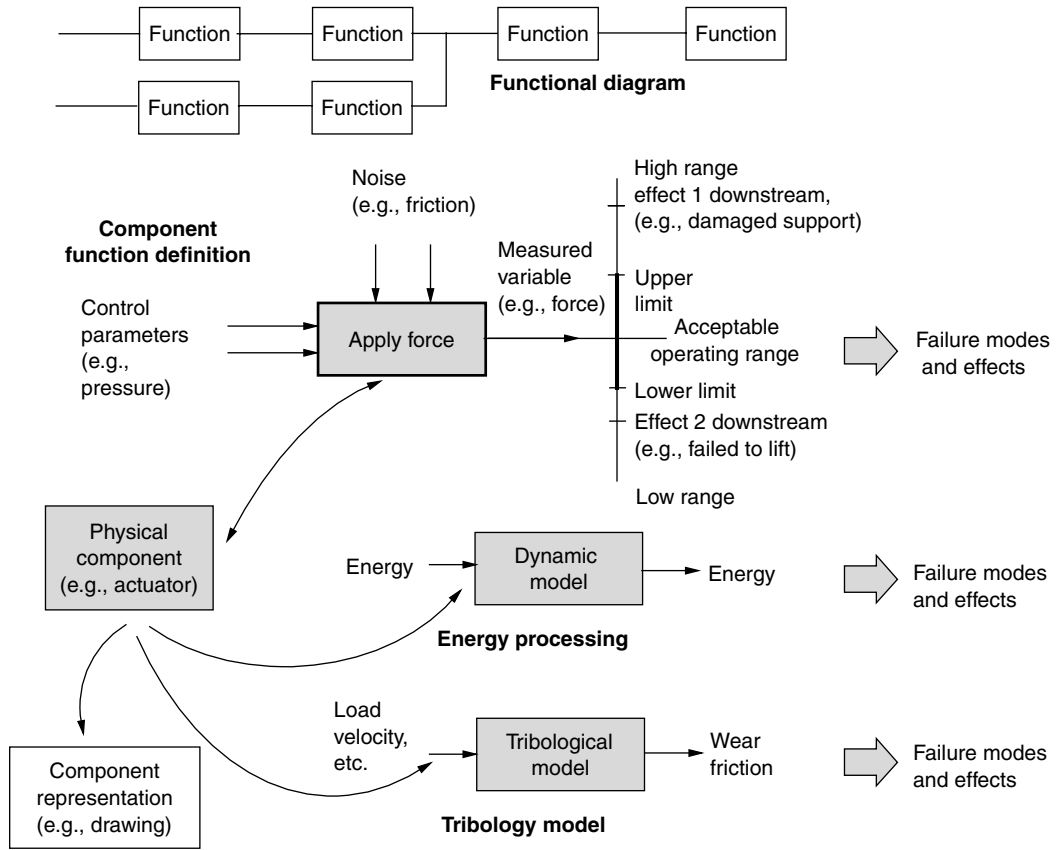 Function
Function
Function
Function
Functional diagram
Function
Function
Noise
(e.g., friction)
High range
effect 1 downstream,
(e.g., damaged support)
Component
function definition
Measured
variable
(e.g., force)
Upper
limit
Control
parameters
(e.g.,
pressure)
Apply force
Acceptable
operating range
Failure modes
and effects
Lower limit
Effect 2 downstream
(e.g., failed to lift)
Low range
Physical
component
(e.g., actuator)
Energy
Dynamic
model
Energy
Failure modes
and effects
Energy processing
Load
velocity,
etc.
Tribological
model
Wear
friction
Failure modes
and effects
Component
representation
(e.g., drawing)
Tribology model